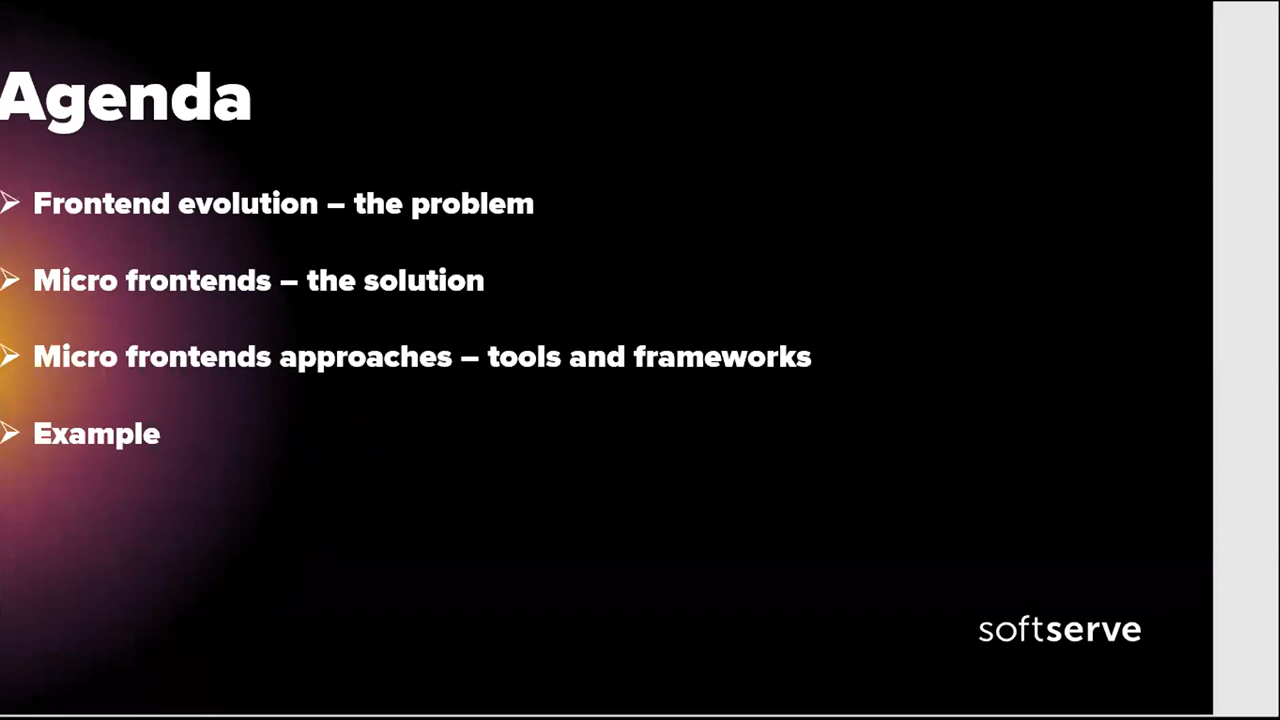 Agenda
Frontend evolution – the problem
Micro frontends – the solution
Micro frontends approaches – tools and frameworks
Example
softserve